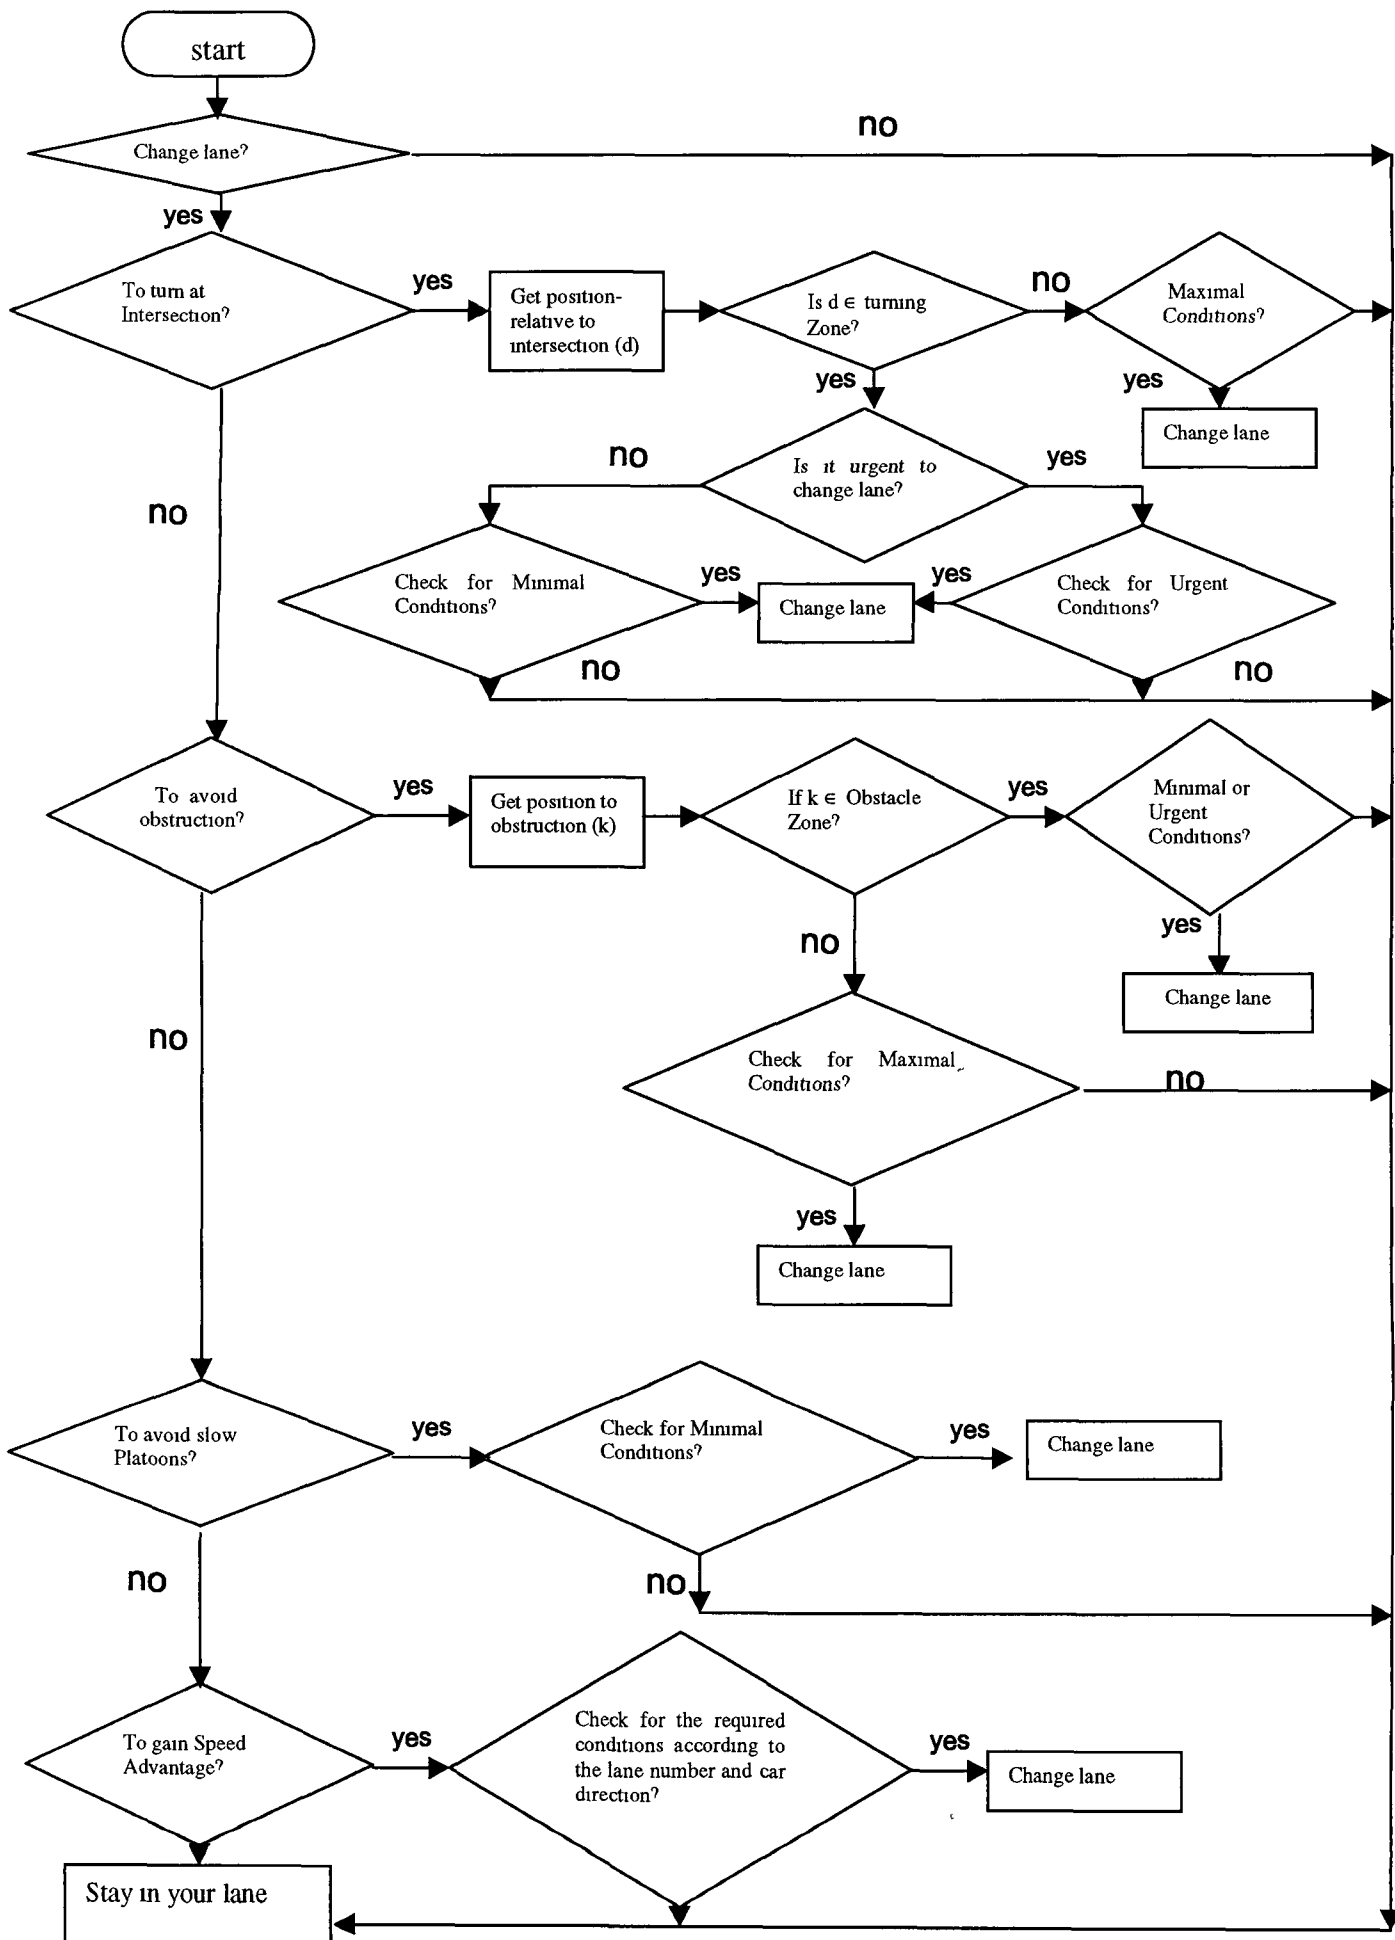 start
no
Change lane?
yes
To turn at
Intersection?
yes
Get position-
relative to
intersection (d)
Is d ∈ turning
Zone?
no
Maximal
Conditions?
yes
yes
Change lane
no
Is it urgent to
change lane?
yes
no
Check for Minimal
Conditions?
yes
Change lane
yes
Check for Urgent
Conditions?
no
no
To avoid
obstruction?
yes
Get position to
obstruction (k)
If k ∈ Obstacle
Zone?
yes
Minimal or
Urgent
Conditions?
yes
no
Change lane
no
Check for Maximal
Conditions?
no
yes
Change lane
To avoid slow
Platoons?
yes
Check for Minimal
Conditions?
yes
Change lane
no
no
To gain Speed
Advantage?
yes
Check for the required
conditions according to
the lane number and car
direction?
yes
Change lane
Stay in your lane